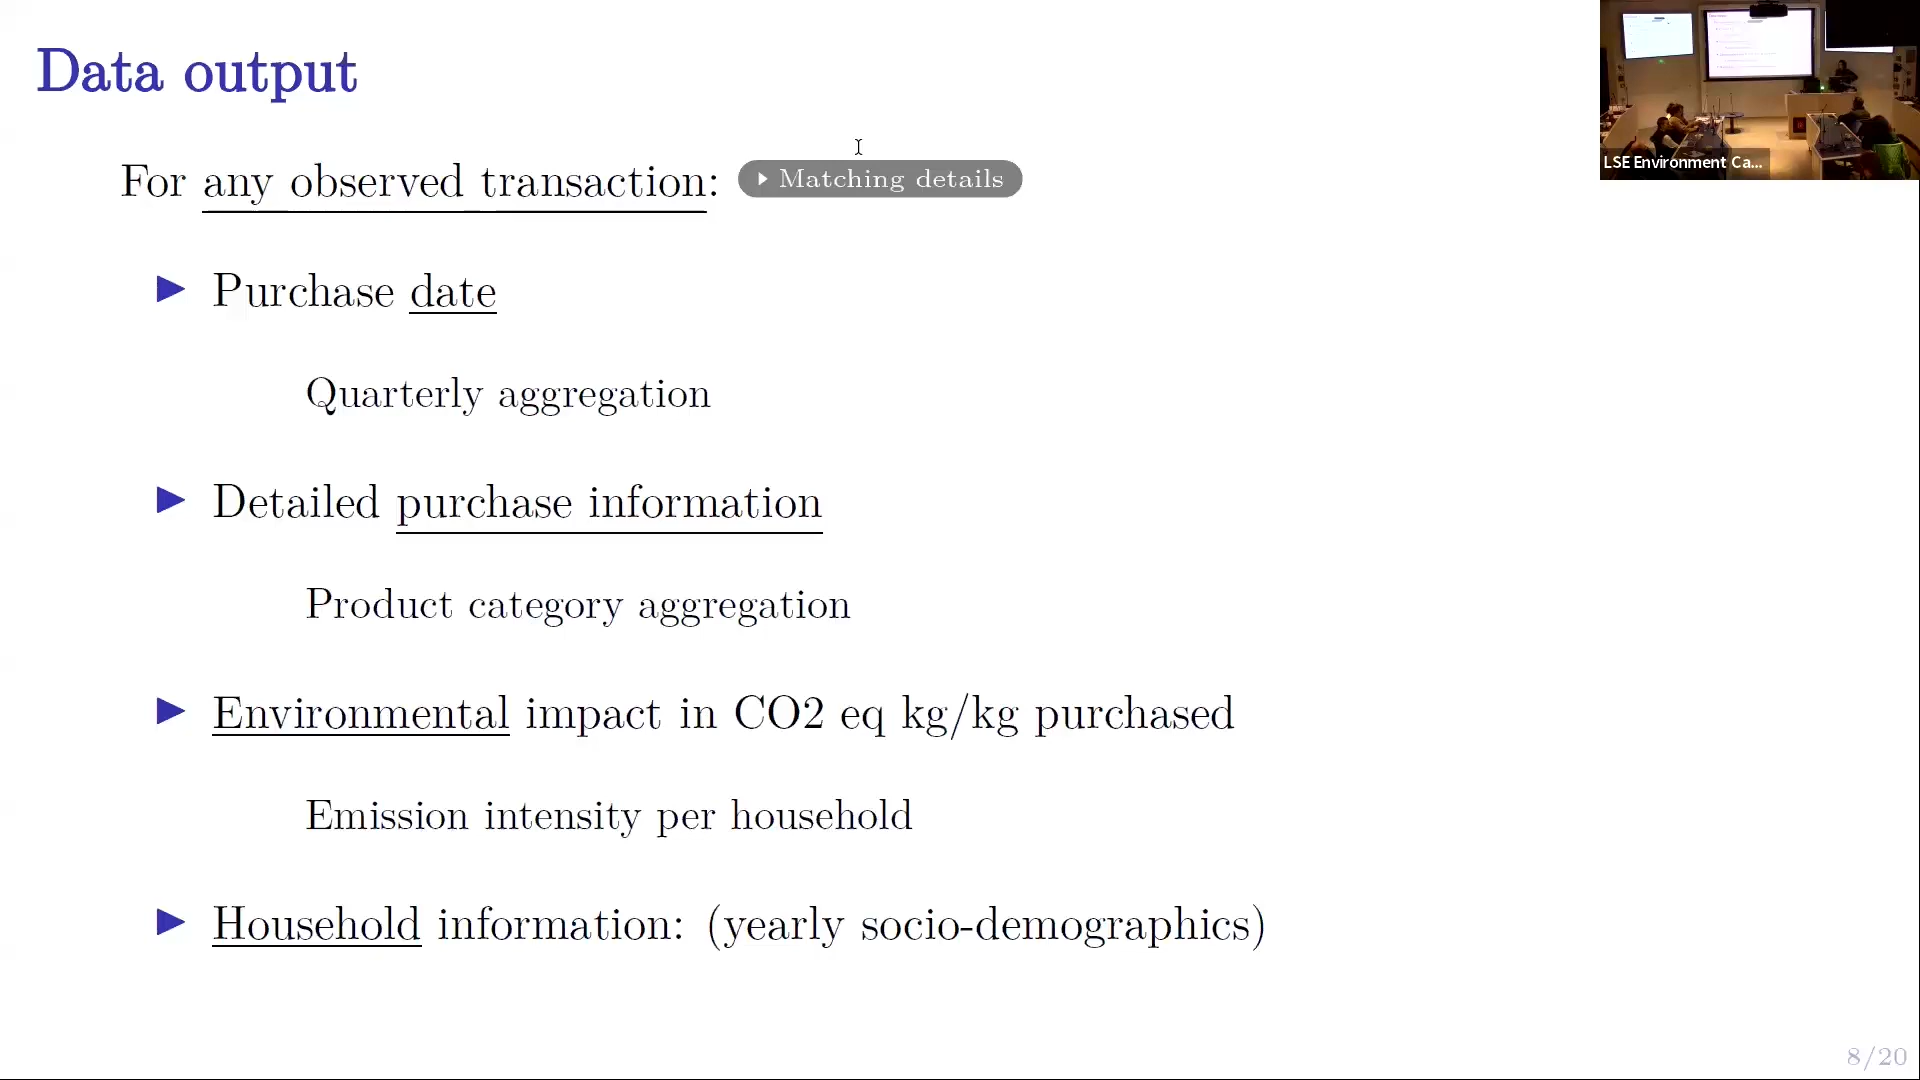 Data output
For any observed transaction: Matching details
Purchase date
Quarterly aggregation
Detailed purchase information
Product category aggregation
Environmental impact in CO2 eq kg/kg purchased
Emission intensity per household
Household information: (yearly socio-demographics)
LSE Environment Ca...
8/20